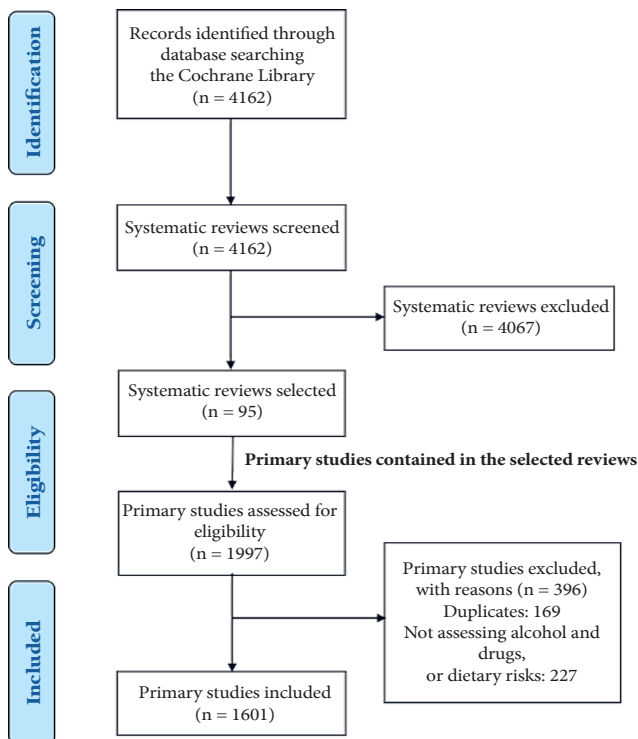 Identification
Records identified through
database searching
the Cochrane Library
(n = 4162)
Screening
Systematic reviews screened
(n = 4162)
Systematic reviews excluded
(n = 4067)
Systematic reviews selected
(n = 95)
Eligibility
Primary studies contained in the selected reviews
Primary studies assessed for
eligibility
(n = 1997)
Primary studies excluded,
with reasons (n = 396)
Duplicates: 169
Not assessing alcohol and
drugs,
or dietary risks: 227
Included
Primary studies included
(n = 1601)